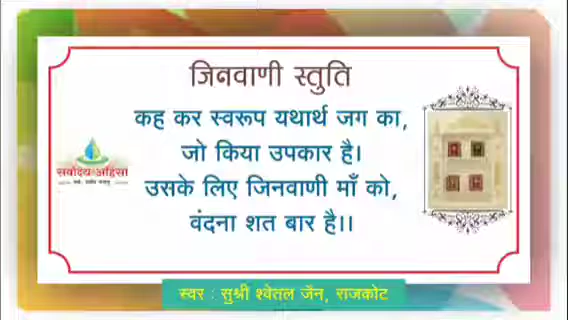 जिनवाणी स्तुति
कह कर स्वरूप यथार्थ जग का,
जो किया उपकार है।
उसके लिए जिनवाणी माँ को,
वंदना शत बार है।।
सर्वोदय अहिंसा
स्वर : सुश्री श्वेतल जैन, राजकोट